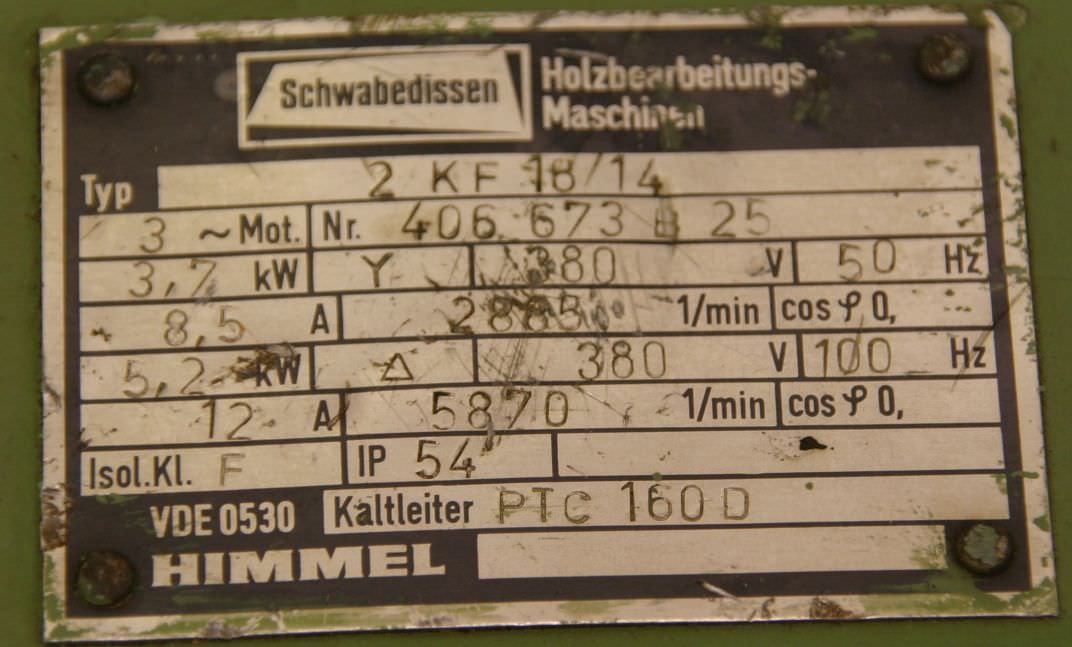 Schwabedissen Holzbearbeitungs-
Maschinen
Typ 2 KF 18/14
3 ~ Mot. Nr. 406 673 25
3,7 kW Y 380 V 50 Hz
8,5 A 1/min cos φ 0,
5,2 kW Δ 380 V 100 Hz
12 A 5870 1/min cos φ 0,
Isol.Kl. F IP 54
VDE 0530 Kaltleiter PTC 160 D
HIMMEL